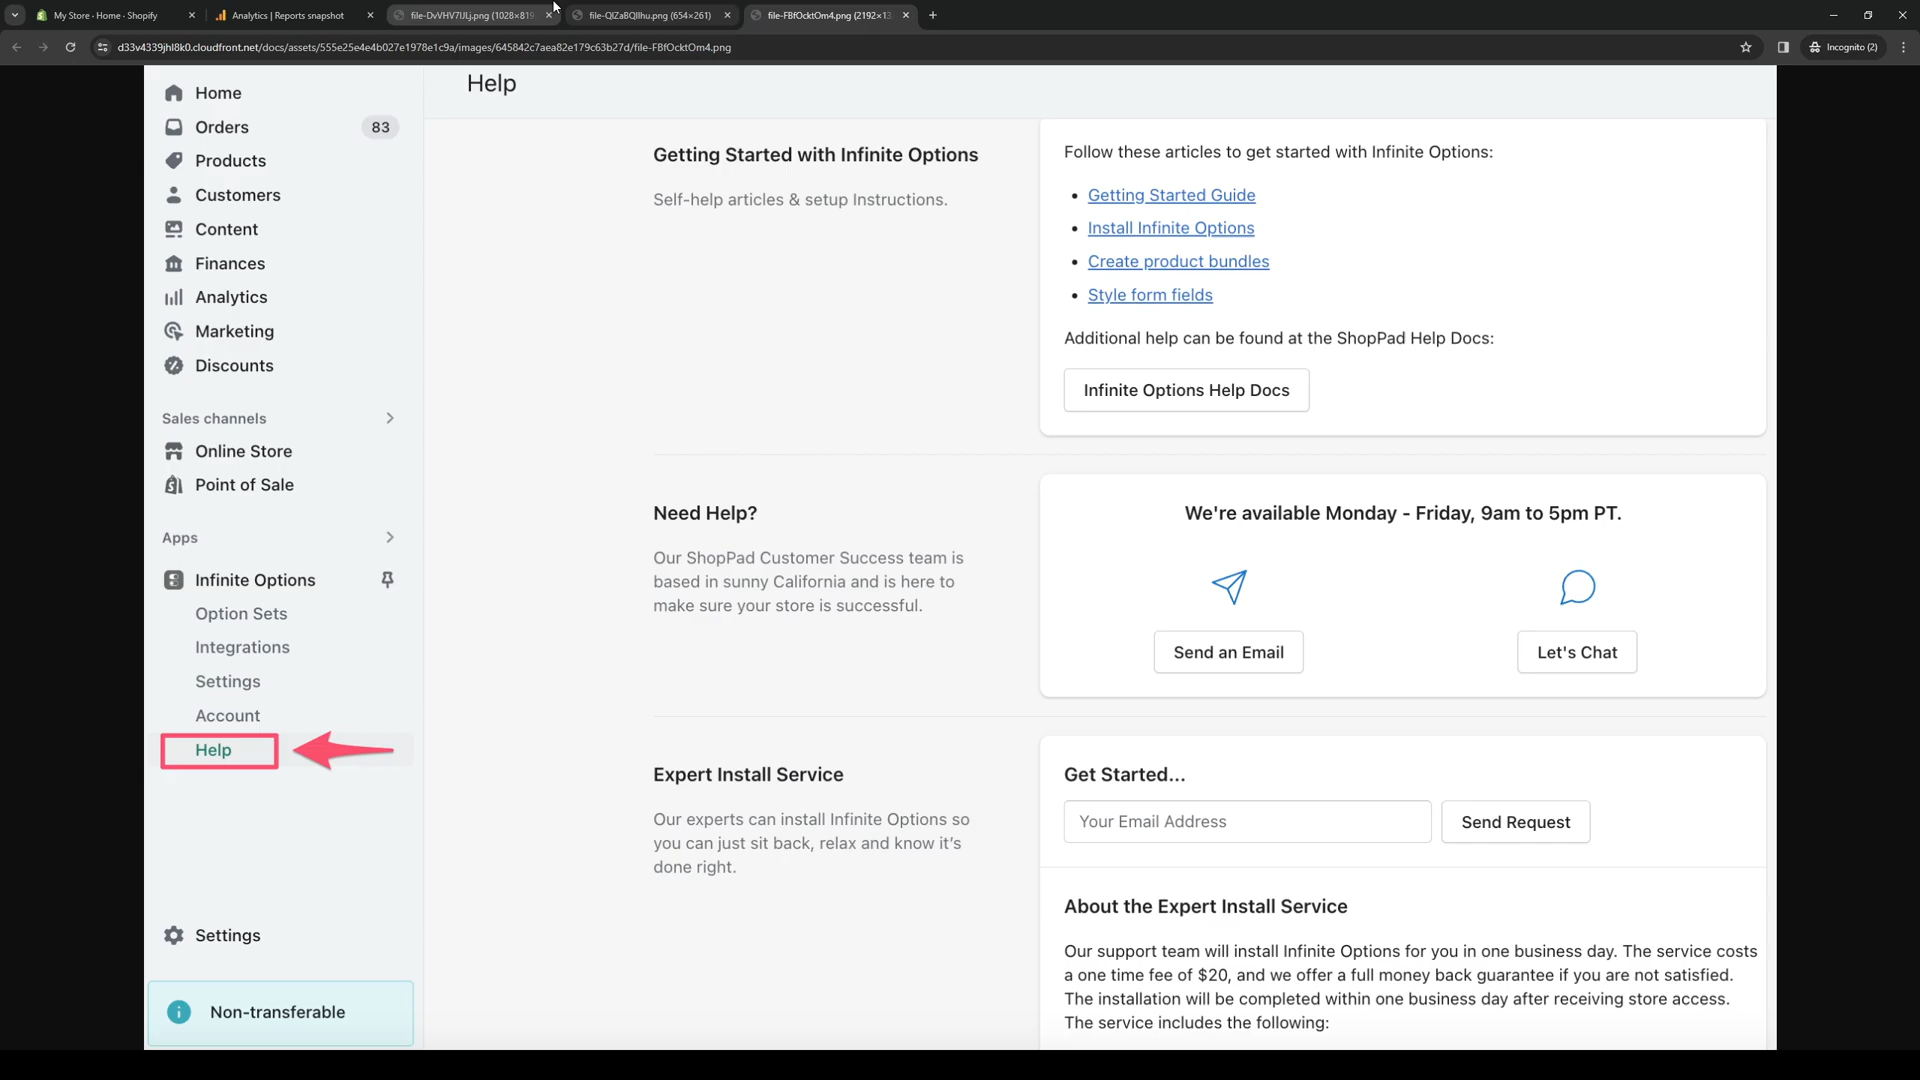 My Store · Home · Shopify
Analytics | Reports snapshot
file-DvVHV7IJLj.png (1028×819
file-QIZaBQIlhu.png (654×261)
file-FBfOcktOm4.png (2192×13
d33v4339jhl8k0.cloudfront.net/docs/assets/555e25e4e4b027e1978e1c9a/images/645842c7aea82e179c63b27d/file-FBfOcktOm4.png
Incognito (2)
Home
Orders
83
Products
Customers
Content
Finances
Analytics
Marketing
Discounts
Sales channels
Online Store
Point of Sale
Apps
Infinite Options
Option Sets
Integrations
Settings
Account
Help
Settings
Non-transferable
Help
Getting Started with Infinite Options
Self-help articles & setup Instructions.
Follow these articles to get started with Infinite Options:
• Getting Started Guide
• Install Infinite Options
• Create product bundles
• Style form fields
Additional help can be found at the ShopPad Help Docs:
Infinite Options Help Docs
Need Help?
Our ShopPad Customer Success team is
based in sunny California and is here to
make sure your store is successful.
We're available Monday - Friday, 9am to 5pm PT.
Send an Email
Let's Chat
Expert Install Service
Our experts can install Infinite Options so
you can just sit back, relax and know it's
done right.
Get Started...
Your Email Address
Send Request
About the Expert Install Service
Our support team will install Infinite Options for you in one business day. The service costs
a one time fee of $20, and we offer a full money back guarantee if you are not satisfied.
The installation will be completed within one business day after receiving store access.
The service includes the following: